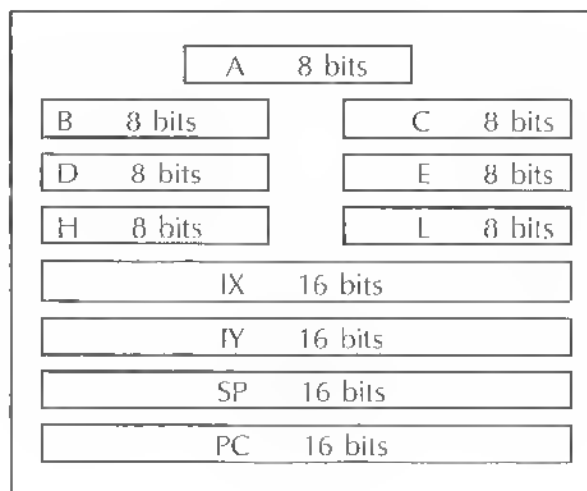 A 8 bits
B 8 bits C 8 bits
D 8 bits E 8 bits
H 8 bits L 8 bits
IX 16 bits
IY 16 bits
SP 16 bits
PC 16 bits